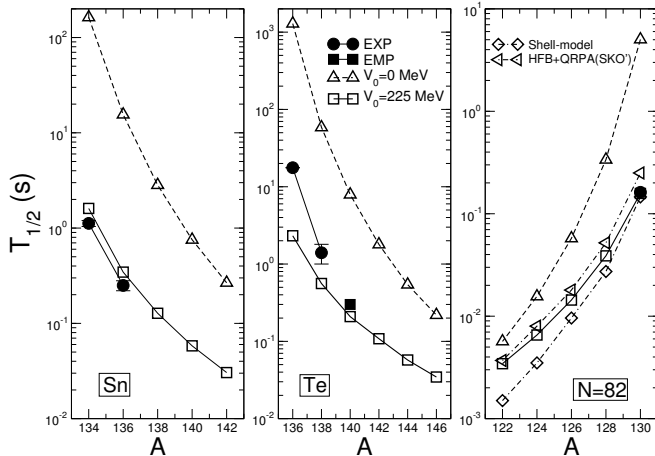 10^2
10^1
10^0
10^-1
10^-2
T_1/2 (s)
134 136 138 140 142
A
Sn
10^3
10^2
10^1
10^0
10^-1
10^-2
136 138 140 142 144 146
A
Te
EXP
EMP
V_0=0 MeV
V_0=225 MeV
10^1
10^0
10^-1
10^-2
10^-3
122 124 126 128 130
A
N=82
Shell-model
HFB+QRPA(SKO')